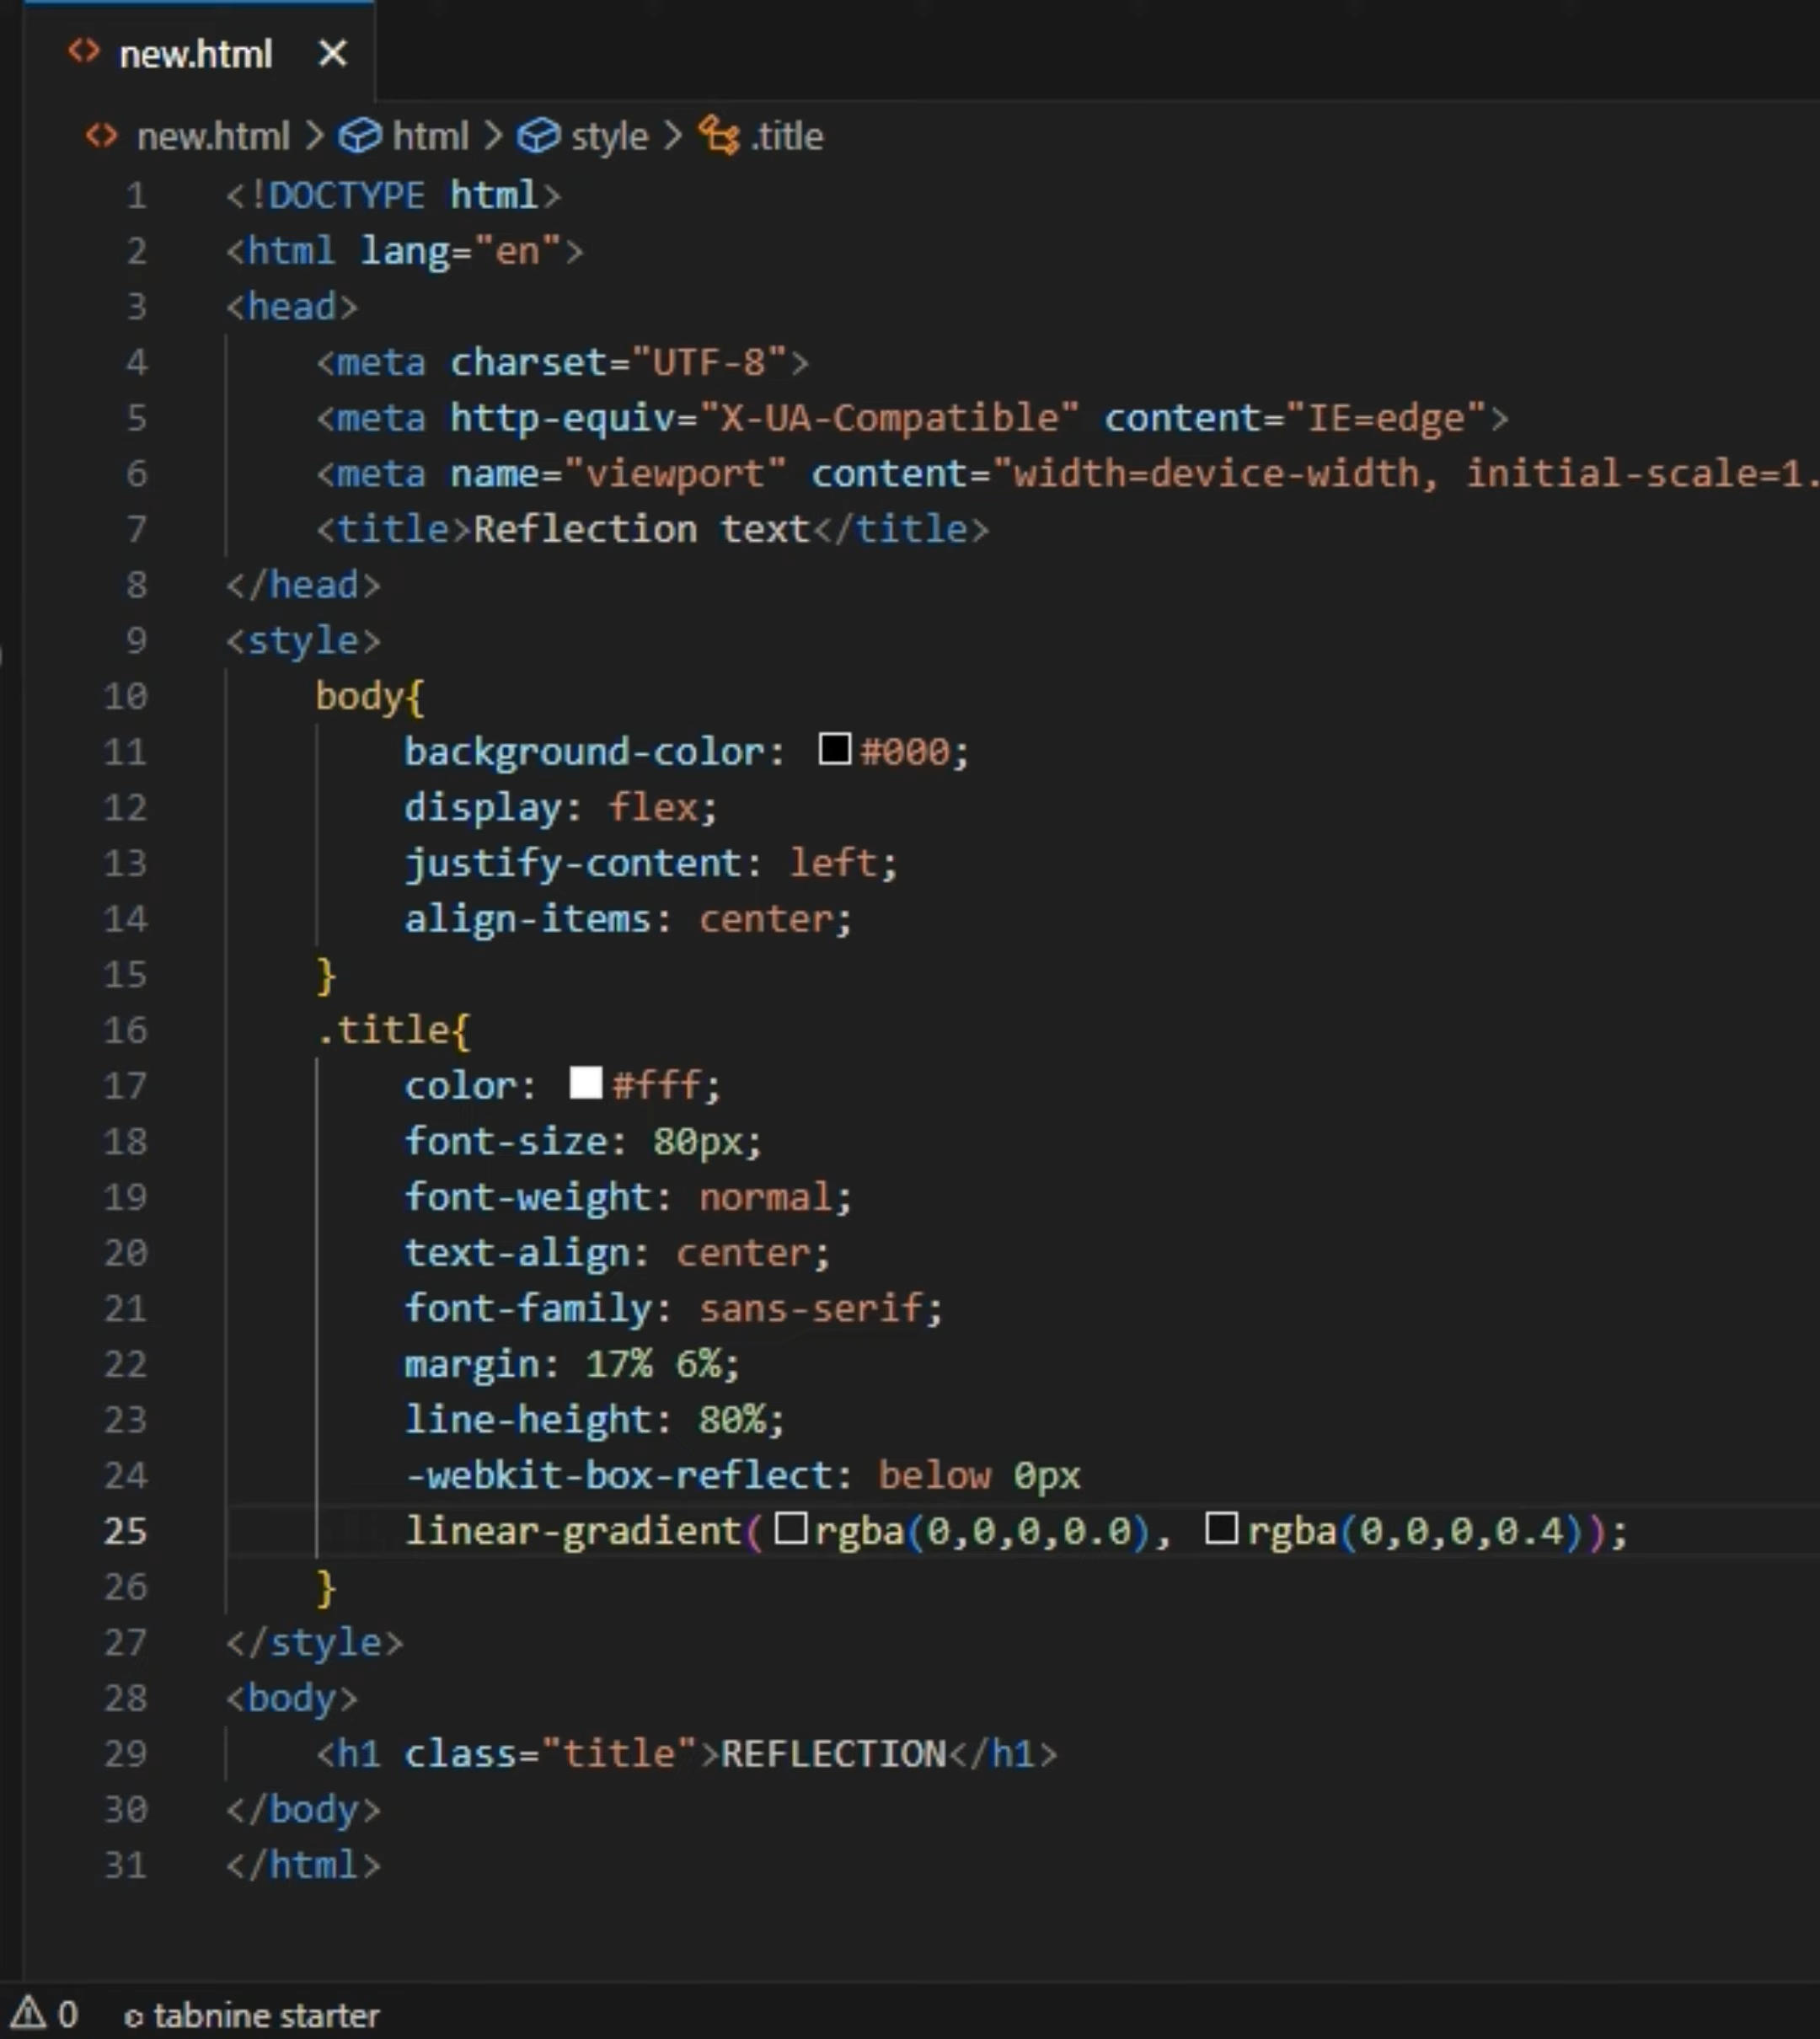 new.html
new.html > html > style > .title
1 <!DOCTYPE html>
2 <html lang="en">
3 <head>
4     <meta charset="UTF-8">
5     <meta http-equiv="X-UA-Compatible" content="IE=edge">
6     <meta name="viewport" content="width=device-width, initial-scale=1.
7     <title>Reflection text</title>
8 </head>
9 <style>
10     body{
11         background-color: #000;
12         display: flex;
13         justify-content: left;
14         align-items: center;
15     }
16     .title{
17         color: #fff;
18         font-size: 80px;
19         font-weight: normal;
20         text-align: center;
21         font-family: sans-serif;
22         margin: 17% 6%;
23         line-height: 80%;
24         -webkit-box-reflect: below 0px
25         linear-gradient( rgba(0,0,0,0.0), rgba(0,0,0,0.4));
26     }
27 </style>
28 <body>
29     <h1 class="title">REFLECTION</h1>
30 </body>
31 </html>
0 tabnine starter